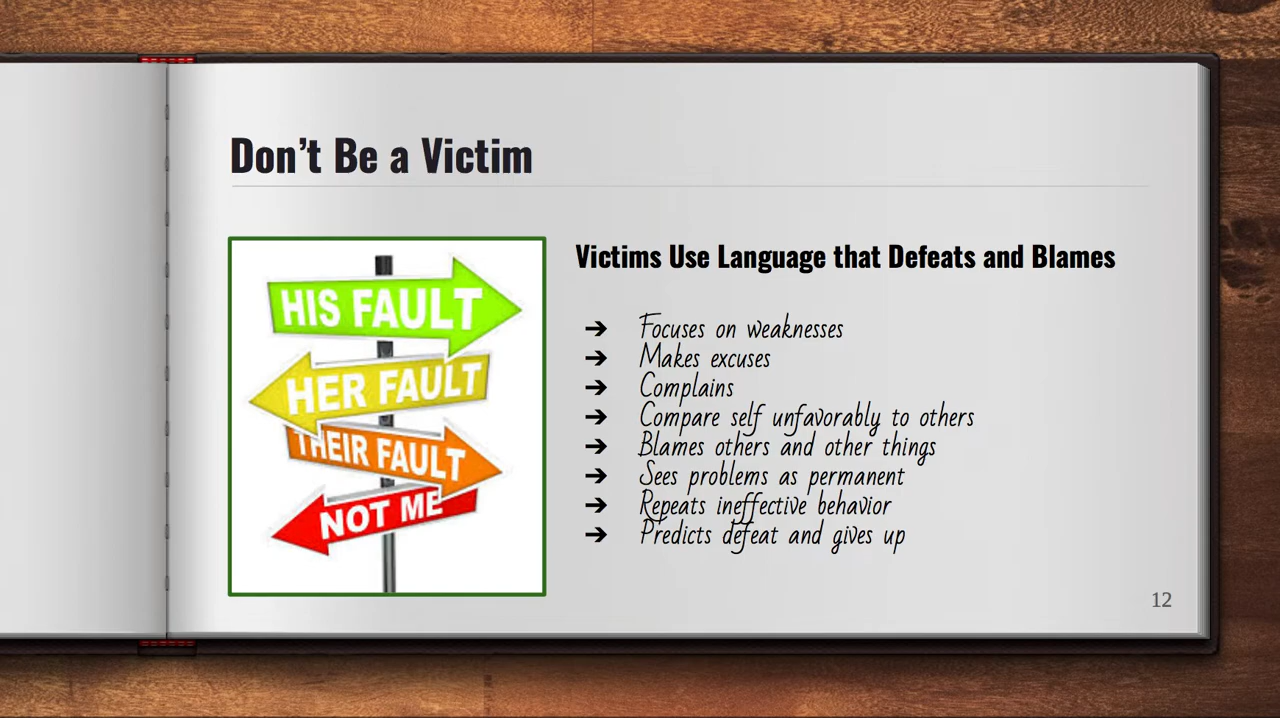 Don't Be a Victim
HIS FAULT
HER FAULT
THEIR FAULT
NOT ME
Victims Use Language that Defeats and Blames
➔ Focuses on weaknesses
➔ Makes excuses
➔ Complains
➔ Compare self unfavorably to others
➔ Blames others and other things
➔ Sees problems as permanent
➔ Repeats ineffective behavior
➔ Predicts defeat and gives up
12